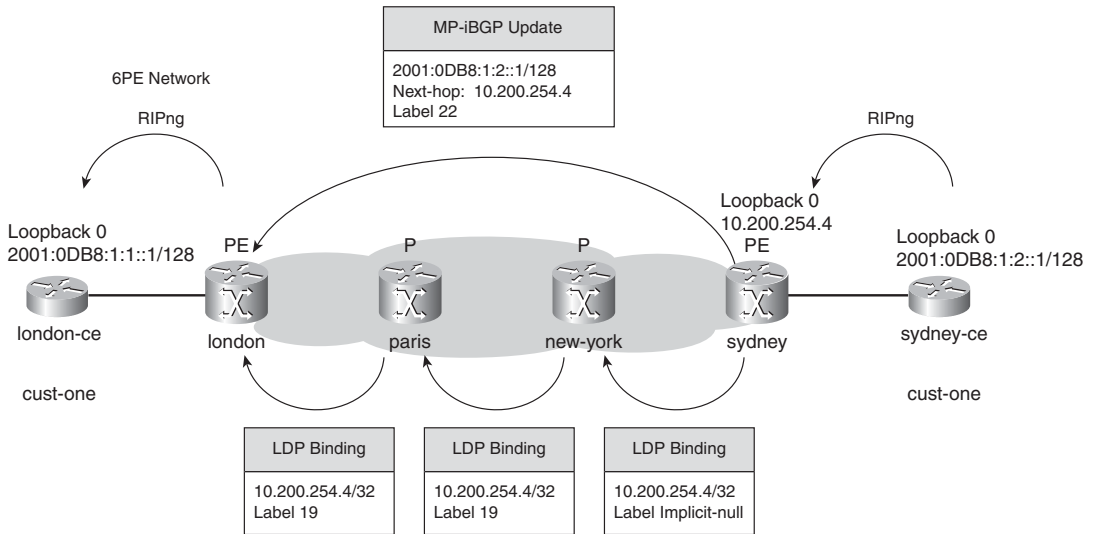 MP-iBGP Update
2001:0DB8:1:2::1/128
Next-hop: 10.200.254.4
Label 22
6PE Network
RIPng
RIPng
Loopback 0
10.200.254.4
Loopback 0
2001:0DB8:1:1::1/128
Loopback 0
2001:0DB8:1:2::1/128
PE
P
P
PE
london-ce
london
paris
new-york
sydney
sydney-ce
cust-one
cust-one
LDP Binding
10.200.254.4/32
Label 19
LDP Binding
10.200.254.4/32
Label 19
LDP Binding
10.200.254.4/32
Label Implicit-null